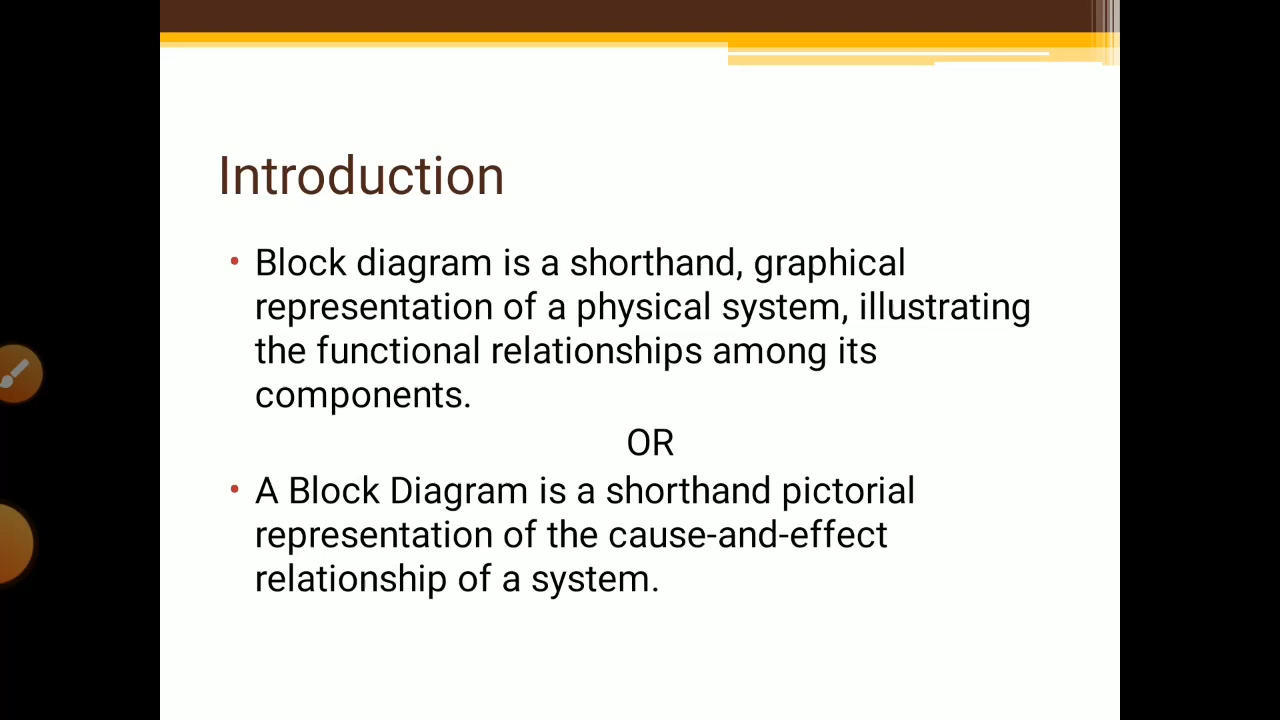 Introduction
• Block diagram is a shorthand, graphical
representation of a physical system, illustrating
the functional relationships among its
components.
OR
• A Block Diagram is a shorthand pictorial
representation of the cause-and-effect
relationship of a system.